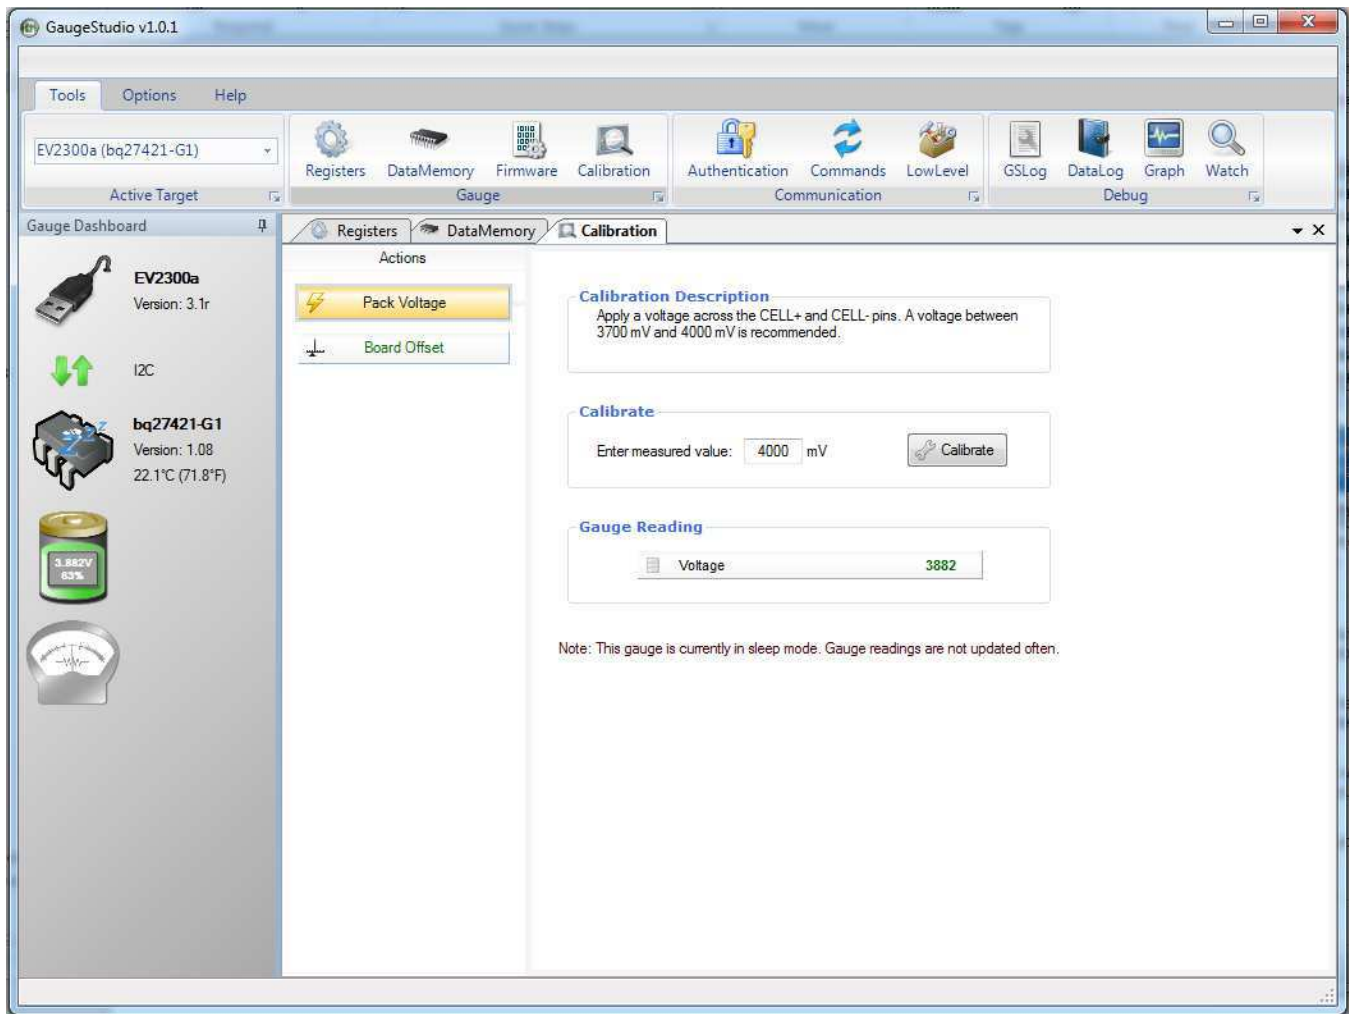 GaugeStudio v1.0.1
Tools Options Help
EV2300a (bq27421-G1)
Registers DataMemory Firmware Calibration Authentication Commands LowLevel GSLog DataLog Graph Watch
Active Target Gauge Communication Debug
Gauge Dashboard
Registers DataMemory Calibration
Actions
EV2300a
Version: 3.1r
Pack Voltage
Board Offset
I2C
bq27421-G1
Version: 1.08
22.1°C (71.8°F)
3.882V
63%
Calibration Description
Apply a voltage across the CELL+ and CELL- pins. A voltage between
3700 mV and 4000 mV is recommended.
Calibrate
Enter measured value: 4000 mV Calibrate
Gauge Reading
Voltage 3882
Note: This gauge is currently in sleep mode. Gauge readings are not updated often.